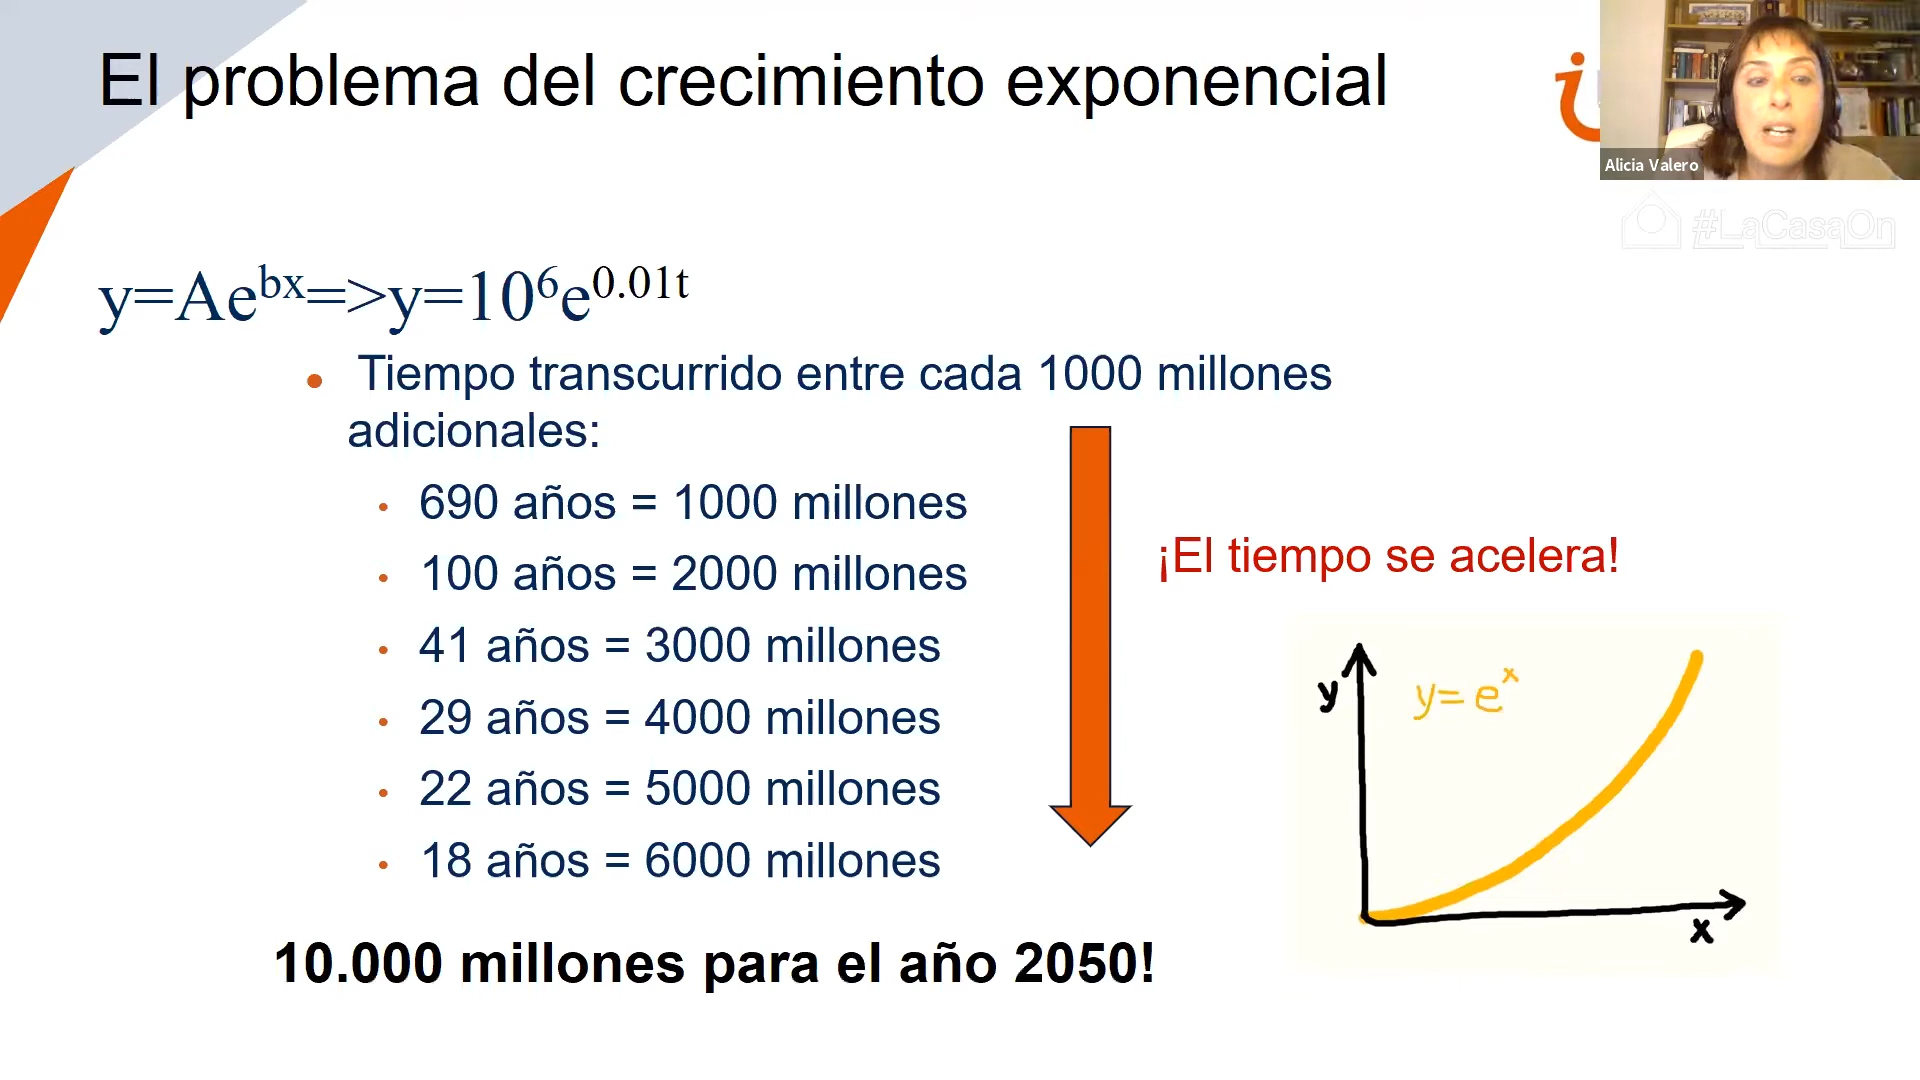 El problema del crecimiento exponencial
Alicia Valero
#LaCasaOn
y=Ae^bx=>y=10^6e^0.01t
• Tiempo transcurrido entre cada 1000 millones
adicionales:
• 690 años = 1000 millones
• 100 años = 2000 millones
• 41 años = 3000 millones
• 29 años = 4000 millones
• 22 años = 5000 millones
• 18 años = 6000 millones
¡El tiempo se acelera!
y
y=e^x
x
10.000 millones para el año 2050!